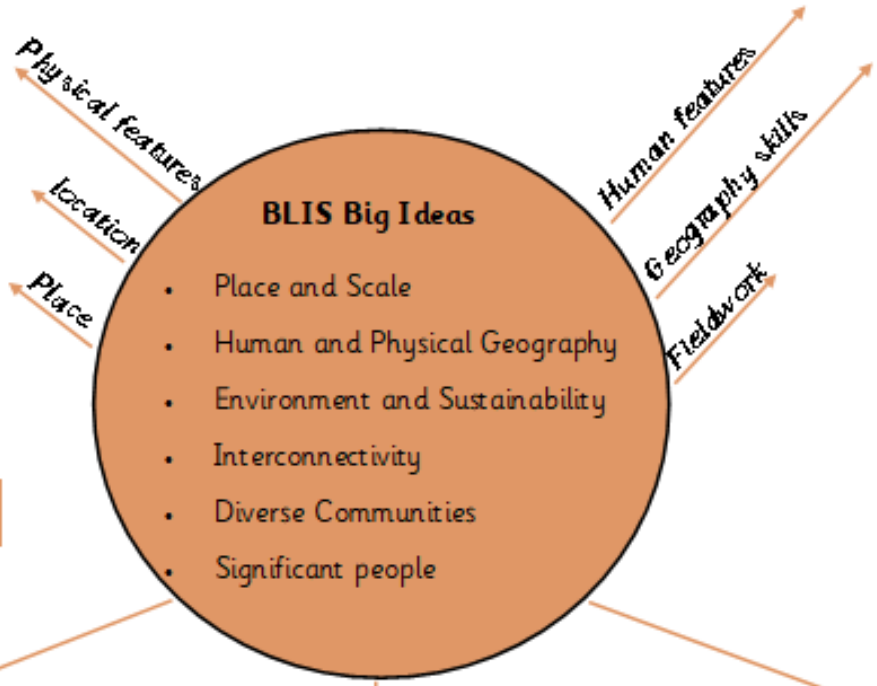 Physical features
location
Place
Human features
Geography skills
Fieldwork
BLIS Big Ideas
• Place and Scale
• Human and Physical Geography
• Environment and Sustainability
• Interconnectivity
• Diverse Communities
• Significant people